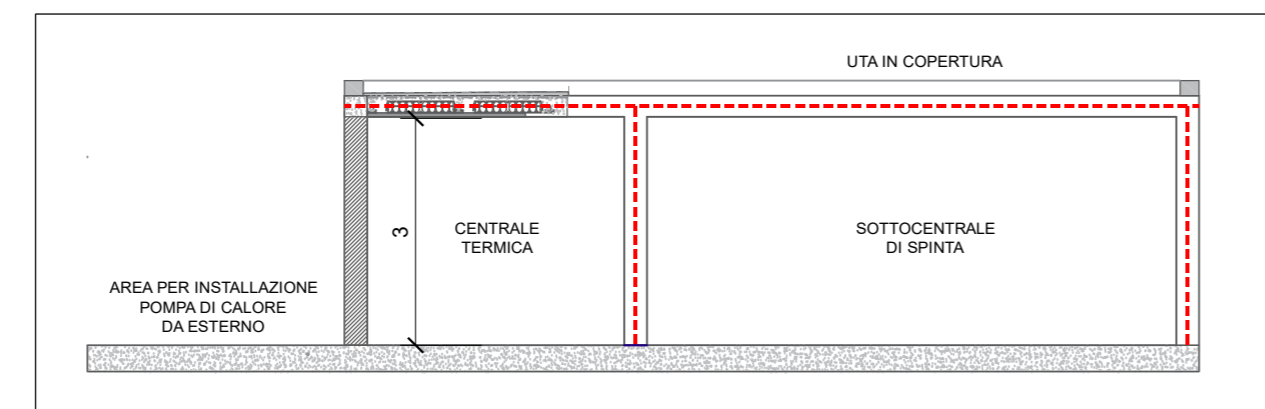 UTA IN COPERTURA
3
CENTRALE
TERMICA
SOTTOCENTRALE
DI SPINTA
AREA PER INSTALLAZIONE
POMPA DI CALORE
DA ESTERNO